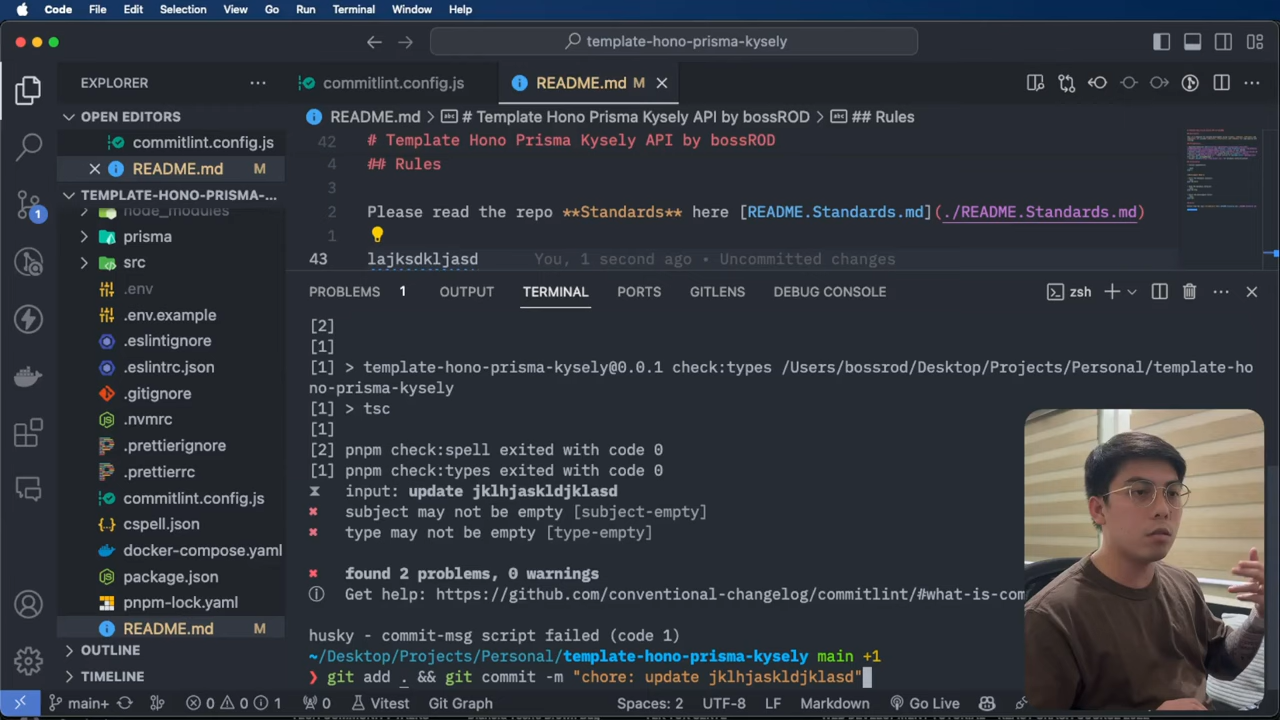 Code File Edit Selection View Go Run Terminal Window Help
template-hono-prisma-kysely
EXPLORER
OPEN EDITORS
commitlint.config.js
README.md M
TEMPLATE-HONO-PRISMA-...
node_modules
prisma
src
.env
.env.example
.eslintignore
.eslintrc.json
.gitignore
.nvmrc
.prettierignore
.prettierrc
commitlint.config.js
cspell.json
docker-compose.yaml
package.json
pnpm-lock.yaml
README.md M
OUTLINE
TIMELINE
1
commitlint.config.js README.md M
README.md > # Template Hono Prisma Kysely API by bossROD > ## Rules
42 # Template Hono Prisma Kysely API by bossROD
4 ## Rules
3
2 Please read the repo **Standards** here [README.Standards.md](./README.Standards.md)
1
43 lajksdkljasd You, 1 second ago • Uncommitted changes
PROBLEMS 1 OUTPUT TERMINAL PORTS GITLENS DEBUG CONSOLE zsh
[2]
[1]
[1] > template-hono-prisma-kysely@0.0.1 check:types /Users/bossrod/Desktop/Projects/Personal/template-ho
no-prisma-kysely
[1] > tsc
[1]
[2] pnpm check:spell exited with code 0
[1] pnpm check:types exited with code 0
⧗ input: update jklhjaskldjklasd
✖ subject may not be empty [subject-empty]
✖ type may not be empty [type-empty]
✖ found 2 problems, 0 warnings
ⓘ Get help: https://github.com/conventional-changelog/commitlint/#what-is-com
husky - commit-msg script failed (code 1)
~/Desktop/Projects/Personal/template-hono-prisma-kysely main +1
❯ git add . && git commit -m "chore: update jklhjaskldjklasd"
main+ 0 0 1 0 Vitest Git Graph Spaces: 2 UTF-8 LF Markdown Go Live